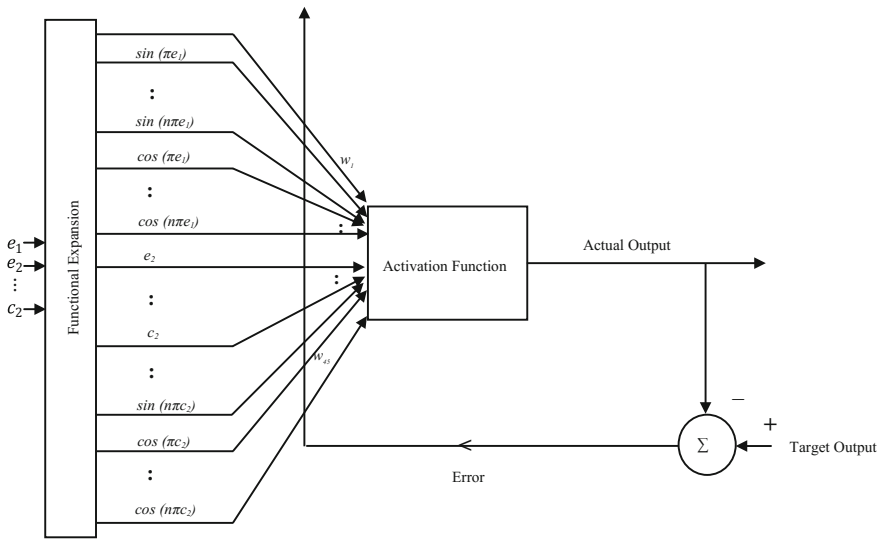 sin (πe₁)
:
sin (nπe₁)
cos (πe₁)
:
cos (nπe₁)
e₂
:
c₂
:
sin (nπc₂)
cos (πc₂)
:
cos (nπc₂)
e₁
e₂
⋮
c₂
Functional Expansion
w₁
:
:
w₄₅
Activation Function
Actual Output
−
+
Σ
Target Output
Error